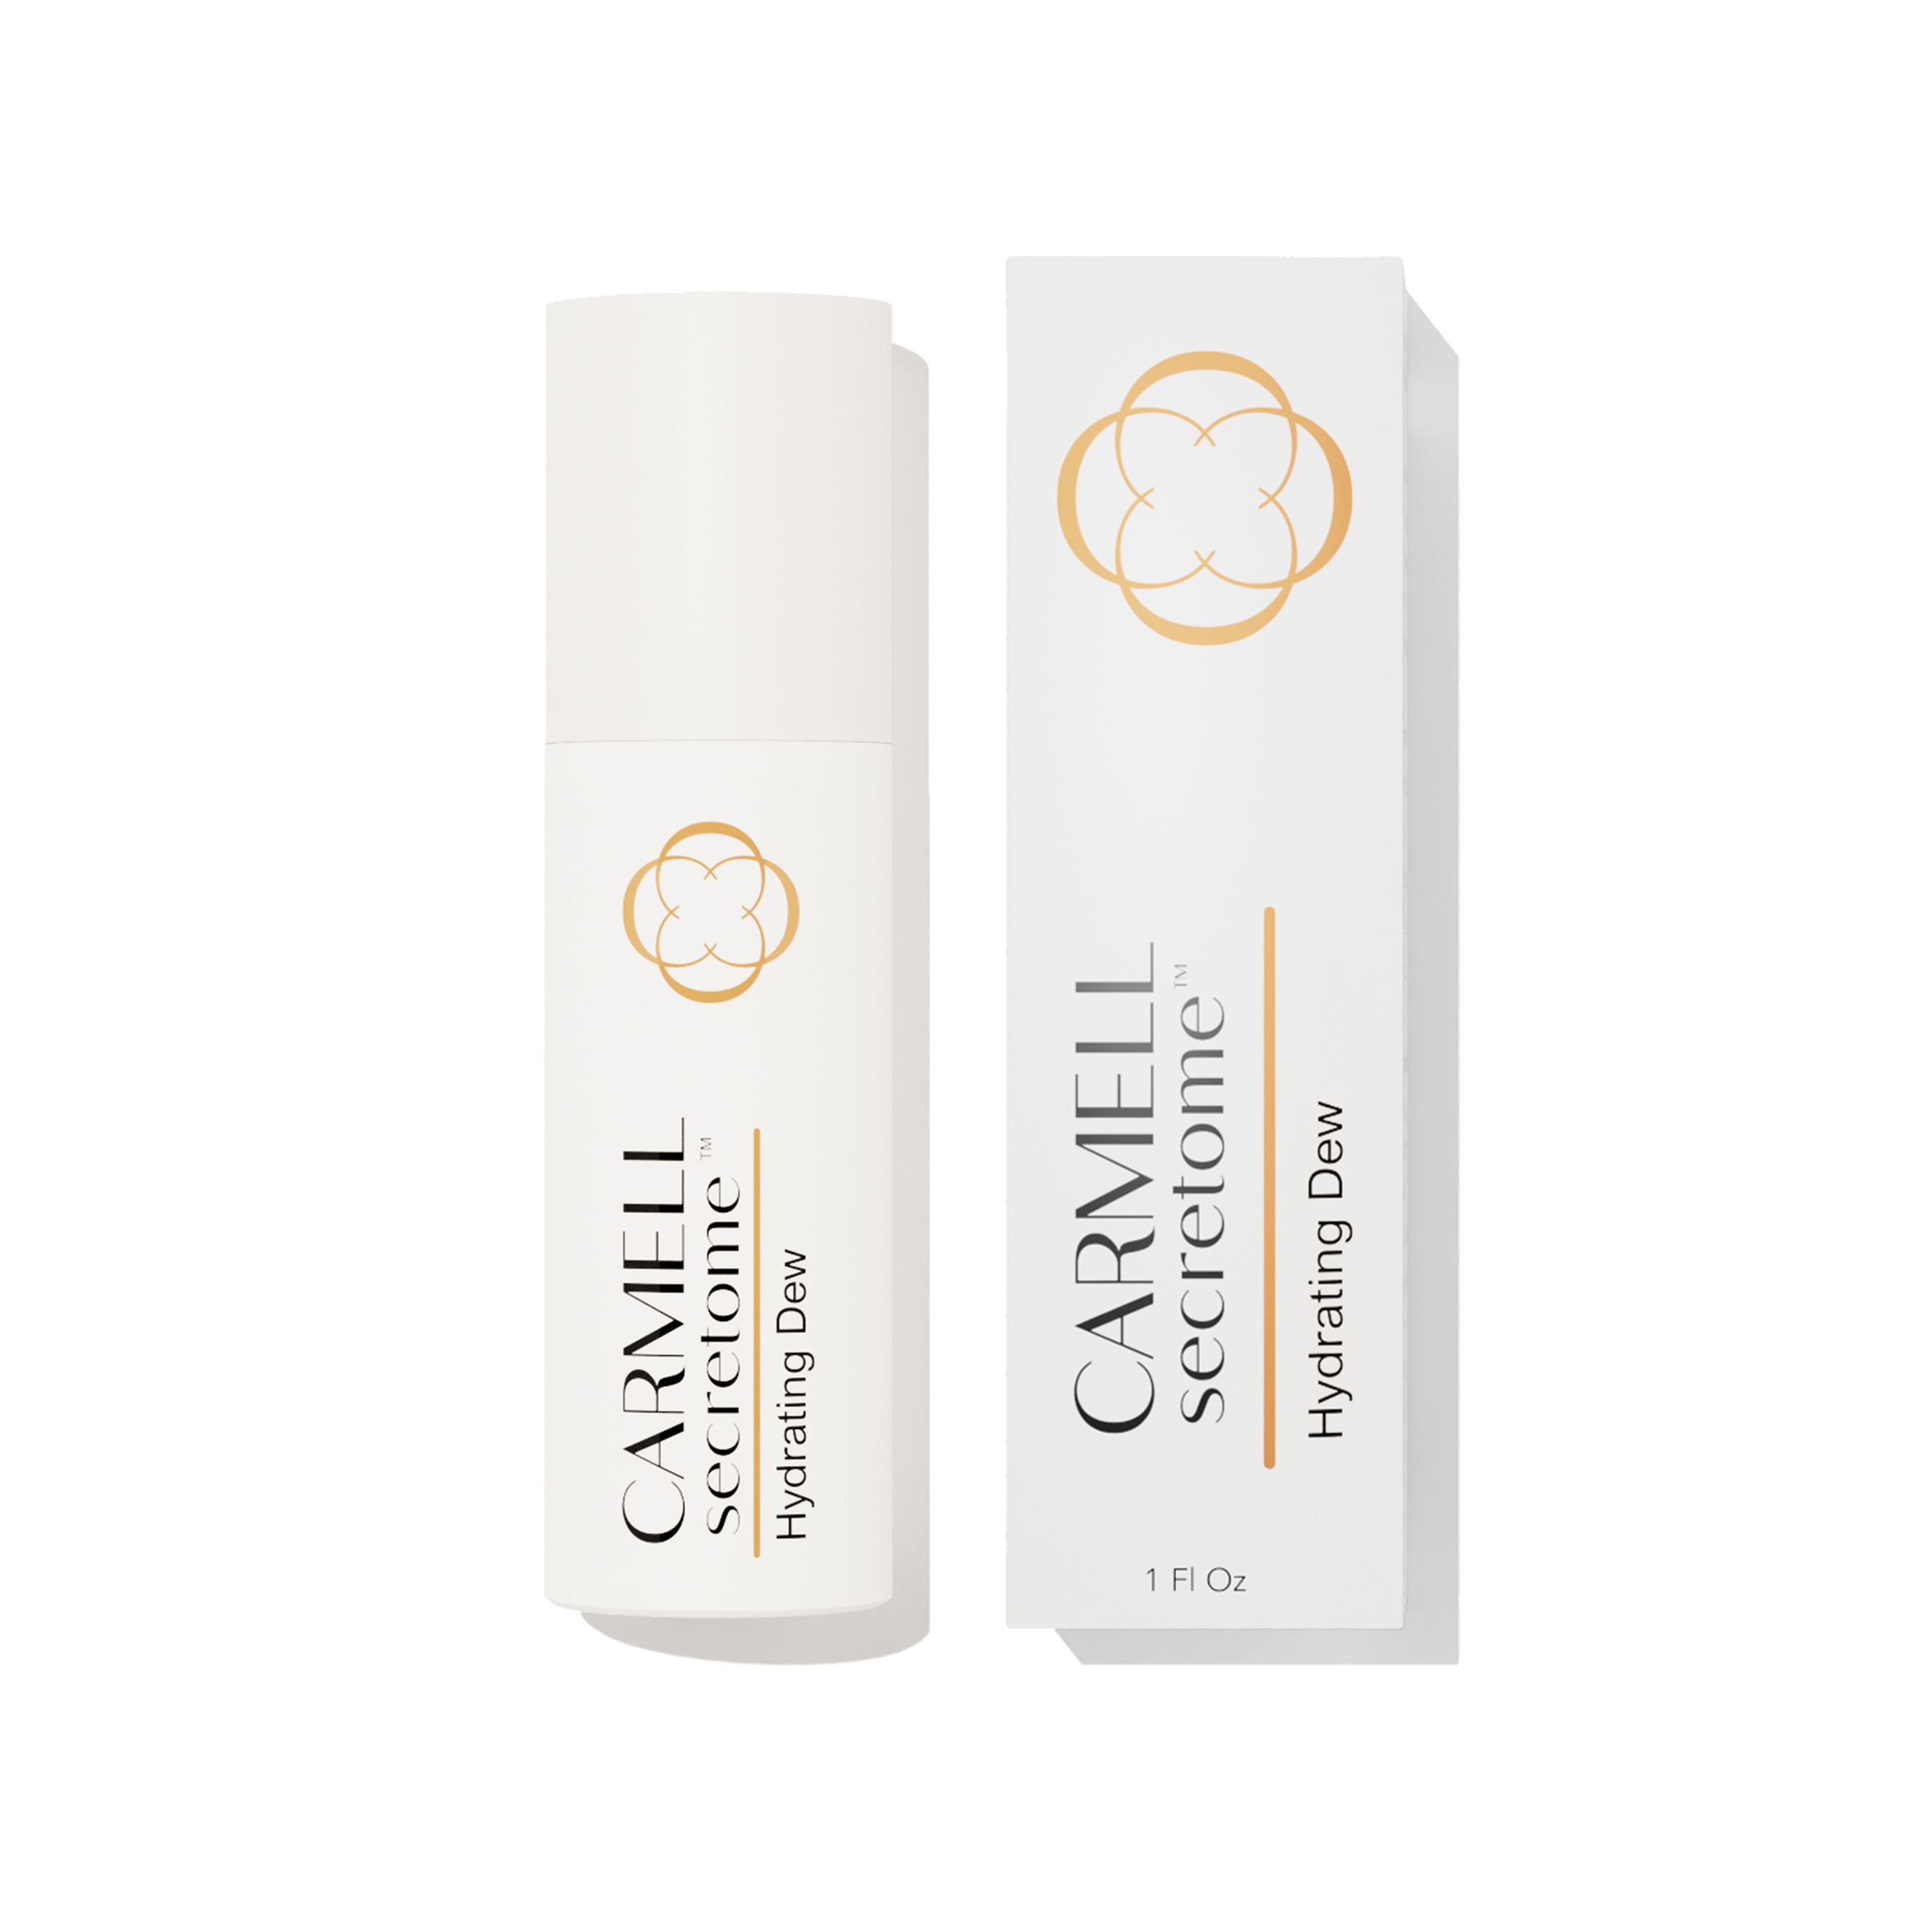 CARMELL
secretome™
Hydrating Dew
CARMELL
secretome™
Hydrating Dew
1 Fl Oz